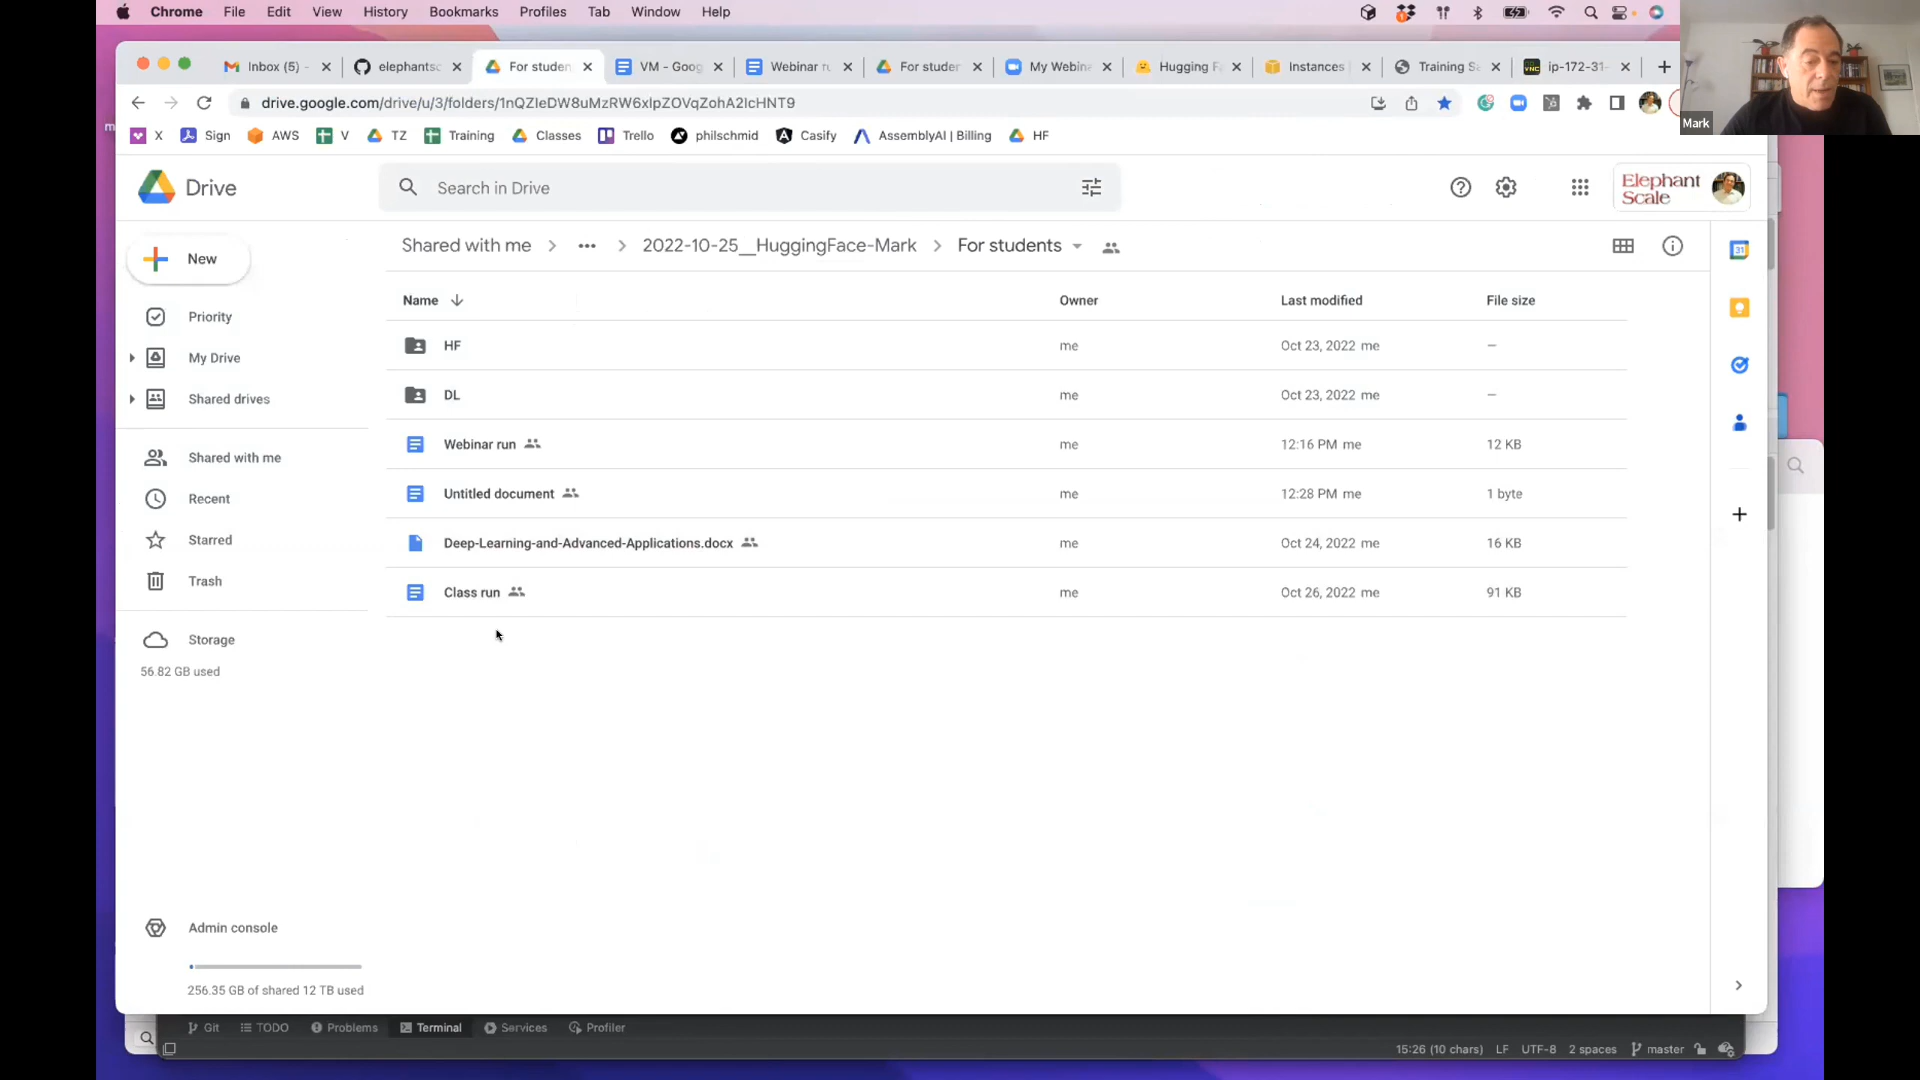 Chrome File Edit View History Bookmarks Profiles Tab Window Help
Inbox (5) - elephantsc For studen VM - Goog Webinar ru For studen My Webin Hugging F Instances Training S ip-172-31-
drive.google.com/drive/u/3/folders/1nQZIeDW8uMzRW6xIpZOVqZohA2IcHNT9
Mark
X Sign AWS V TZ Training Classes Trello philschmid Casify AssemblyAI | Billing HF
Drive
Search in Drive
Elephant
Scale
New
Shared with me > ... > 2022-10-25__HuggingFace-Mark > For students
Name Owner Last modified File size
HF me Oct 23, 2022 me –
DL me Oct 23, 2022 me –
Webinar run me 12:16 PM me 12 KB
Untitled document me 12:28 PM me 1 byte
Deep-Learning-and-Advanced-Applications.docx me Oct 24, 2022 me 16 KB
Class run me Oct 26, 2022 me 91 KB
Priority
My Drive
Shared drives
Shared with me
Recent
Starred
Trash
Storage
56.82 GB used
Admin console
256.35 GB of shared 12 TB used
31
Git TODO Problems Terminal Services Profiler
15:26 (10 chars) LF UTF-8 2 spaces master